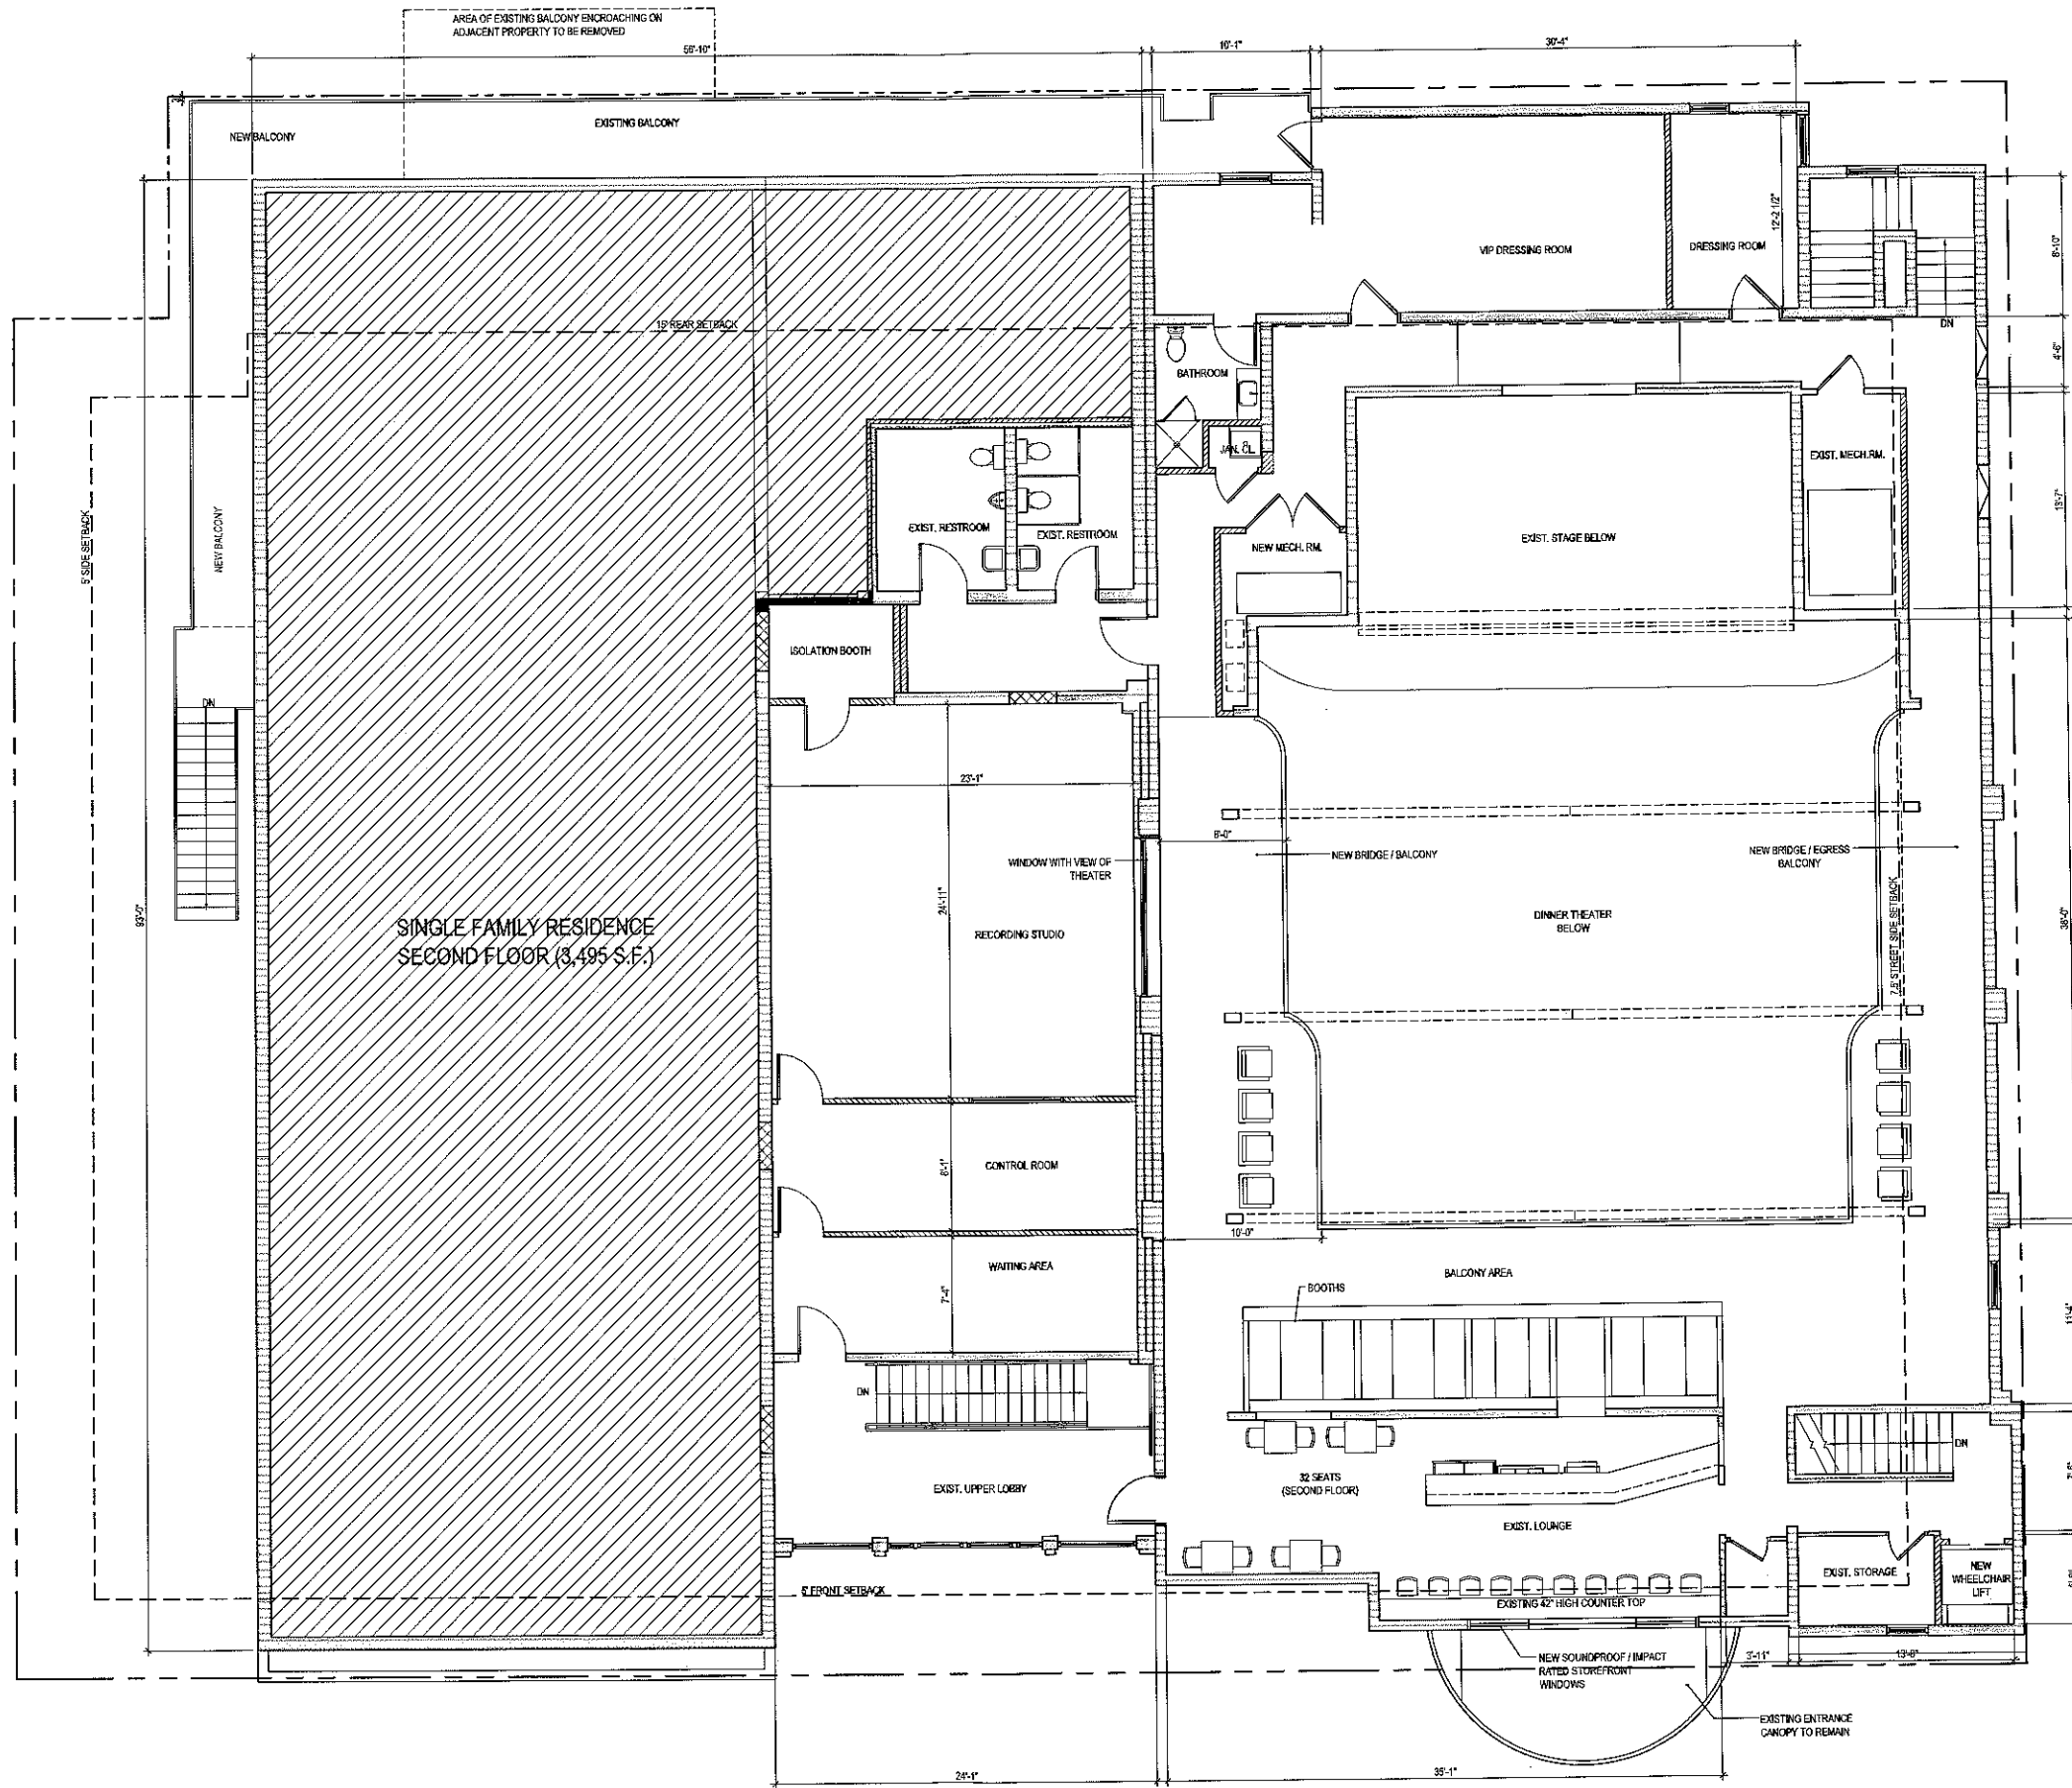 AREA OF EXISTING BALCONY ENCROACHING ON
ADJACENT PROPERTY TO BE REMOVED
56'-10"
10'-1"
30'-4"
NEW BALCONY
EXISTING BALCONY
VIP DRESSING ROOM
DRESSING ROOM
12'-2 1/2"
8'-10"
15' REAR SETBACK
DN
4'-6"
BATHROOM
JAN. CL.
EXIST. MECH.RM.
5' SIDE SETBACK
NEW BALCONY
EXIST. RESTROOM
EXIST. RESTROOM
NEW MECH. RM.
EXIST. STAGE BELOW
13'-7"
ISOLATION BOOTH
DN
23'-1"
8'-0"
WINDOW WITH VIEW OF
THEATER
NEW BRIDGE / BALCONY
NEW BRIDGE / EGRESS
BALCONY
93'-0"
24'-11"
SINGLE FAMILY RESIDENCE
SECOND FLOOR (3,495 S.F.)
RECORDING STUDIO
DINNER THEATER
BELOW
7.5' STREET SIDE SETBACK
38'-0"
CONTROL ROOM
8'-1"
10'-0"
WAITING AREA
7'-4"
BALCONY AREA
BOOTHS
13'-4"
DN
DN
32 SEATS
(SECOND FLOOR)
EXIST. UPPER LOBBY
EXIST. LOUNGE
5' FRONT SETBACK
EXISTING 42" HIGH COUNTER TOP
EXIST. STORAGE
NEW
WHEELCHAIR
LIFT
NEW SOUNDPROOF / IMPACT
RATED STOREFRONT
WINDOWS
3'-11"
13'-8"
EXISTING ENTRANCE
CANOPY TO REMAIN
24'-1"
35'-1"